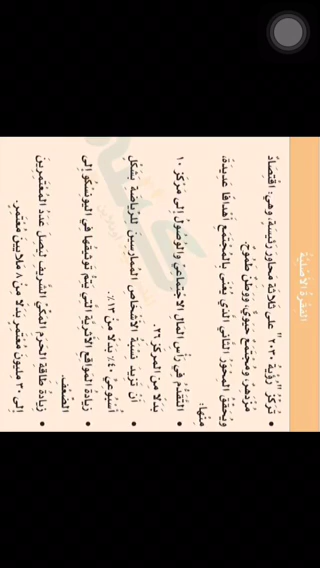 الفقرة الأصلية
• تركز "رؤية ٢٠٣٠" على ثلاثة محاور رئيسة، وهي: اقتصادٌ
مزدهرٌ، ومجتمعٌ حيويٌّ، ووطنٌ طموحٌ.
ويحقق المحور الثاني الذي يُعنى بالمجتمع أهدافا عديدة،
منها:
• التقدم في رأس المال الاجتماعي والوصول إلى مركز ١٠
بدلا من المركز ٢٦.
• أن تزيد نسبة الأشخاص الممارسين للرياضة بشكل
أسبوعي ٤٠٪ بدلا من ١٣٪.
• زيادة المواقع الأثرية التي يتم توثيقها في اليونسكو إلى
الضعف.
• زيادة طاقة الحرم المكي الشريف ليصل عدد المعتمرين
إلى ٣٠ مليون معتمر بدلا من ٨ ملايين معتمر.